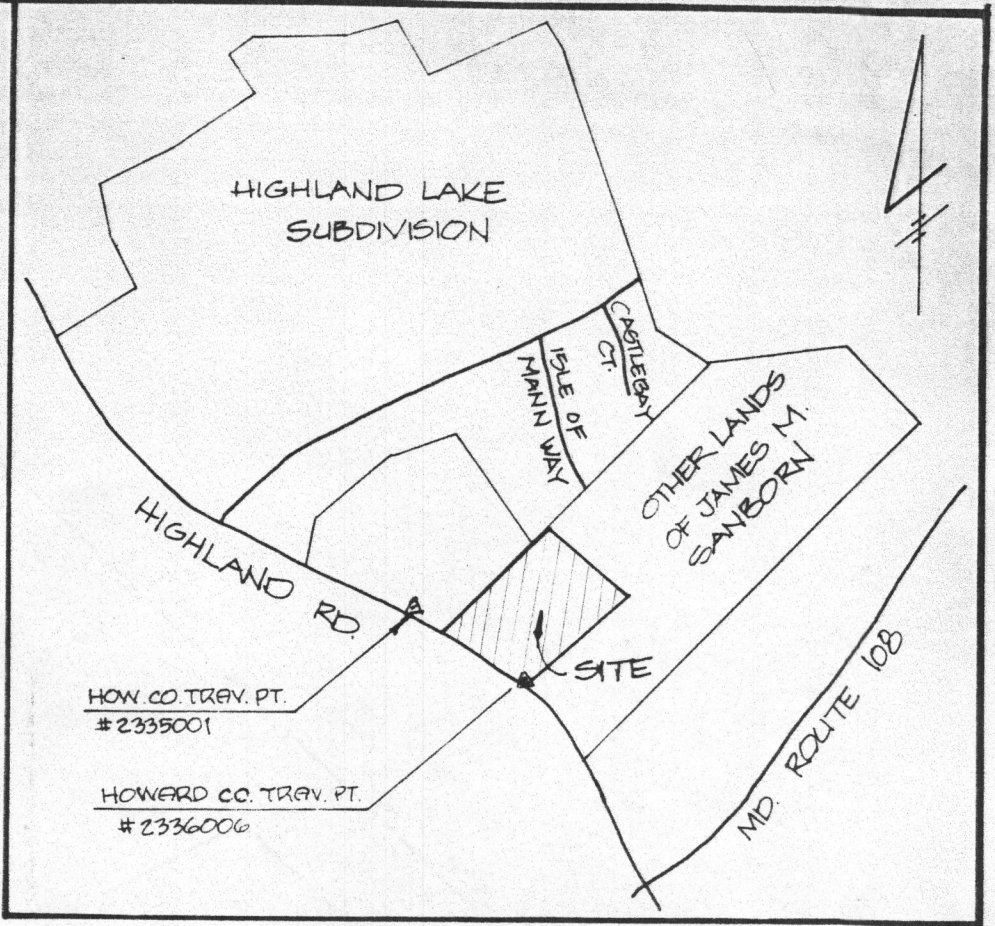 HIGHLAND LAKE
SUBDIVISION
CASTLEBAY
CT.
ISLE OF
MANN WAY
OTHER LANDS
OF JAMES M.
SANBORN
HIGHLAND RD.
SITE
HOW. CO. TRAV. PT.
#2335001
HOWARD CO. TRAV. PT.
#2336006
MD. ROUTE 108